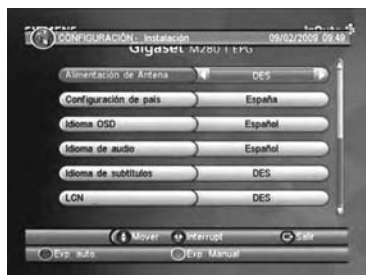 SIEMENS
CONFIGURACIÓN- Instalación 09/02/2009 09:49
Gigaset M280 T EPG
Alimentación de Antena DES
Configuración de país España
Idioma OSD Español
Idioma de audio Español
Idioma de subtítulos DES
LCN DES
Mover Interrupt Salir
Exp. auto Exp. Manual